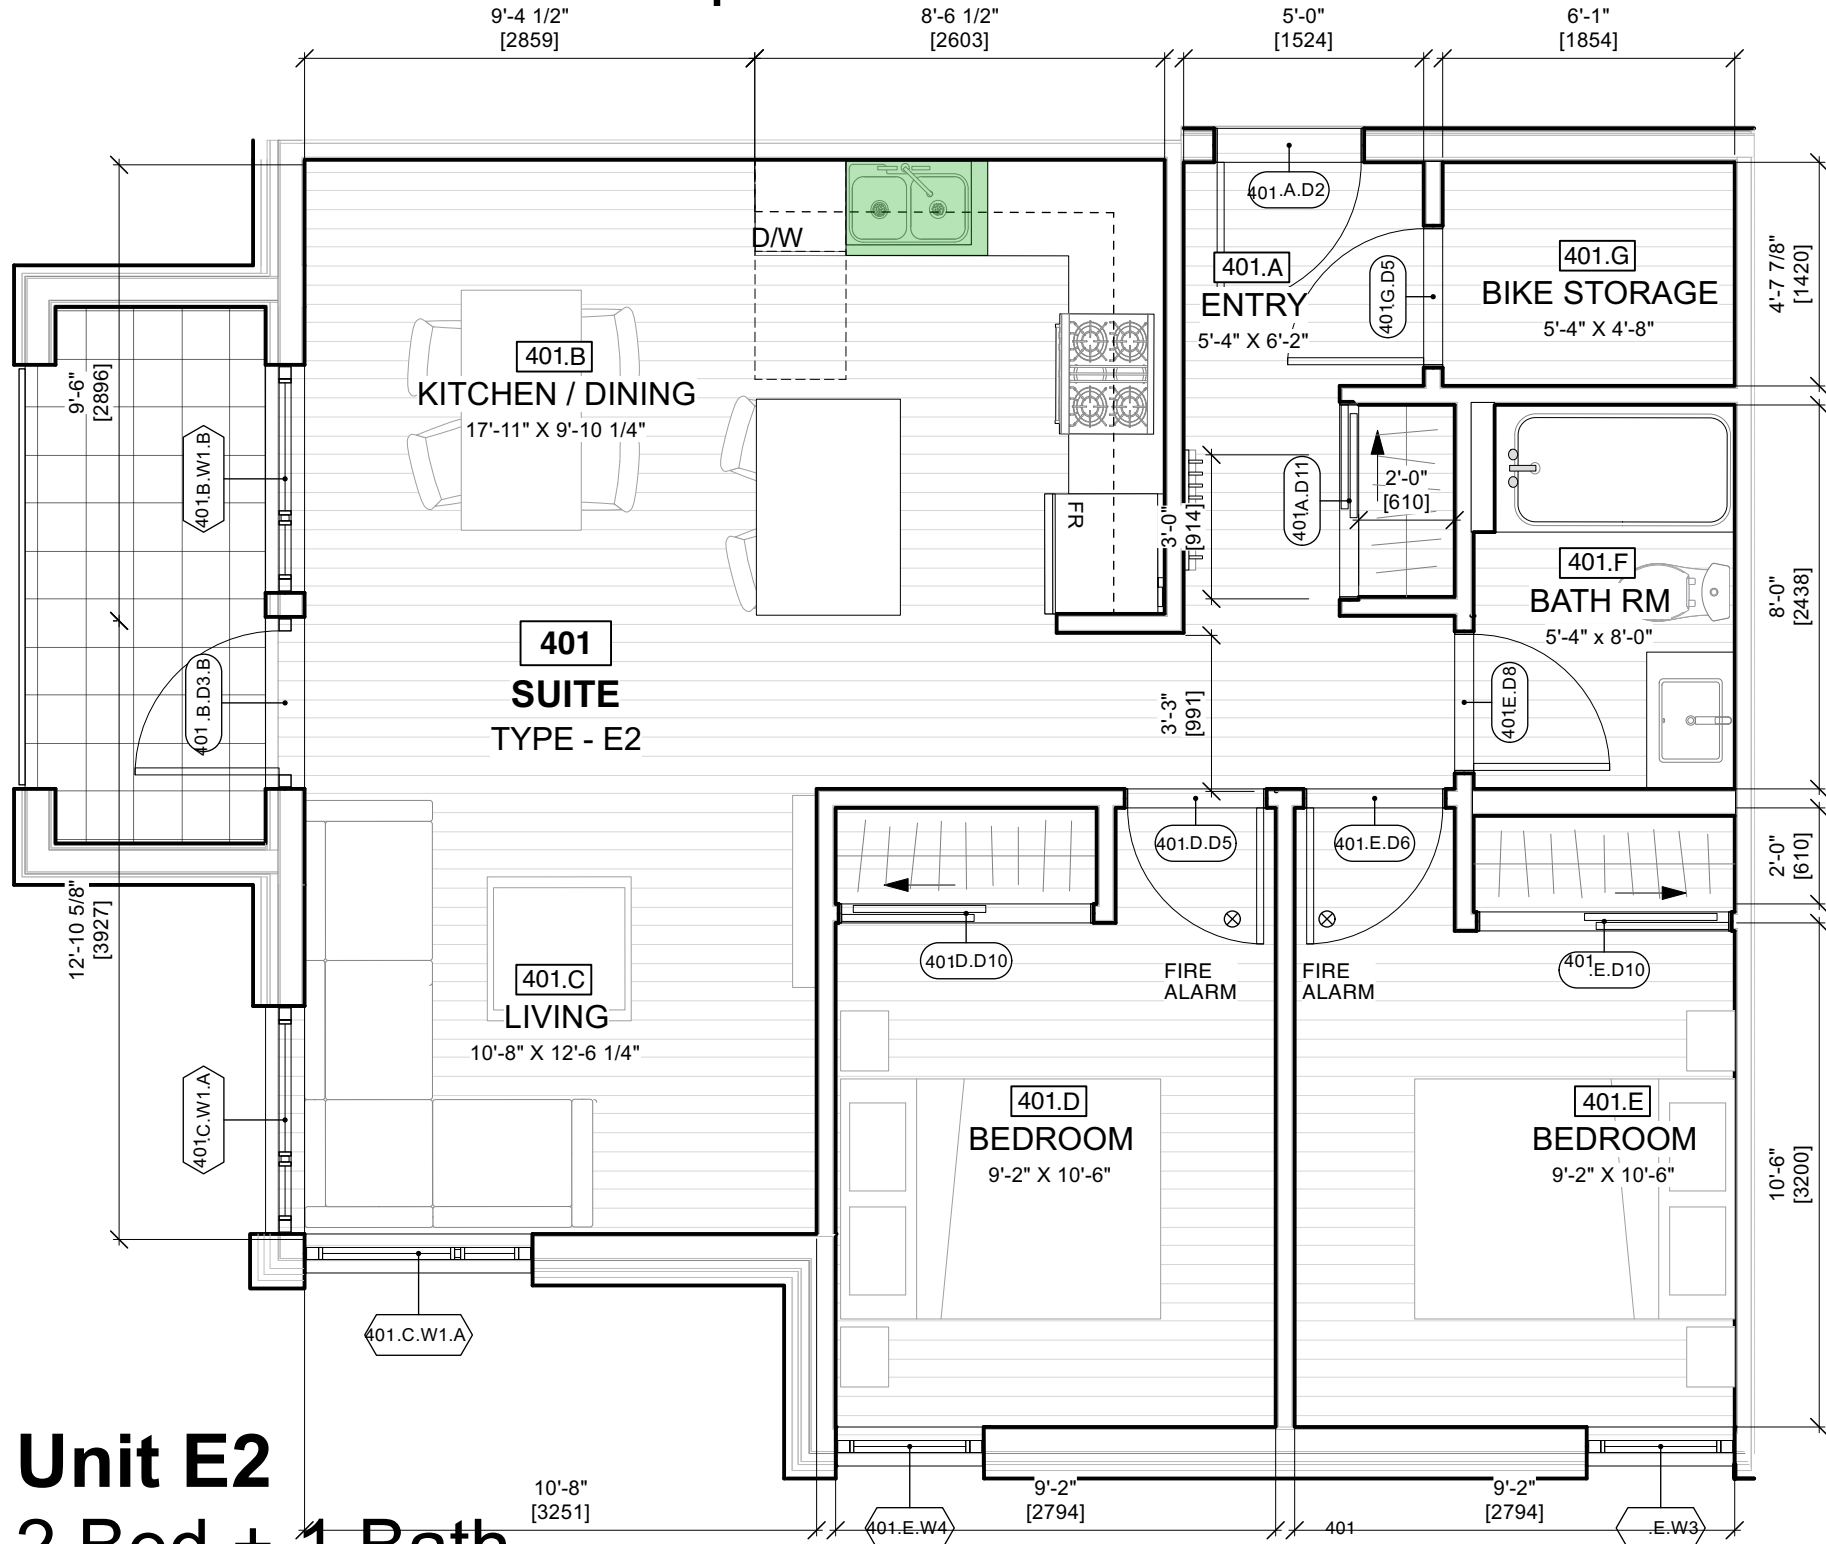 9'-4 1/2"
[2859]
8'-6 1/2"
[2603]
5'-0"
[1524]
6'-1"
[1854]
401.A.D2
D/W
401.A
ENTRY
5'-4" X 6'-2"
401.G.D5
401.G
BIKE STORAGE
5'-4" X 4'-8"
4'-7 7/8"
[1420]
9'-6"
[2896]
401.B
KITCHEN / DINING
17'-11" X 9'-10 1/4"
401.B.W1.B
FR
3'-0"
[914]
401.A.D11
2'-0"
[610]
401.F
BATH RM
5'-4" x 8'-0"
8'-0"
[2438]
401
SUITE
TYPE - E2
401.B.D3.B
3'-3"
[991]
401.E.D8
401.D.D5
401.E.D6
2'-0"
[610]
12'-10 5/8"
[3927]
401.D.D10
401.E.D10
FIRE
ALARM
FIRE
ALARM
401.C
LIVING
10'-8" X 12'-6 1/4"
401.C.W1.A
401.D
BEDROOM
9'-2" X 10'-6"
401.E
BEDROOM
9'-2" X 10'-6"
10'-6"
[3200]
401.C.W1.A
Unit E2
2 Bed + 1 Bath
10'-8"
[3251]
9'-2"
[2794]
9'-2"
[2794]
401.E.W4
401
.E.W3